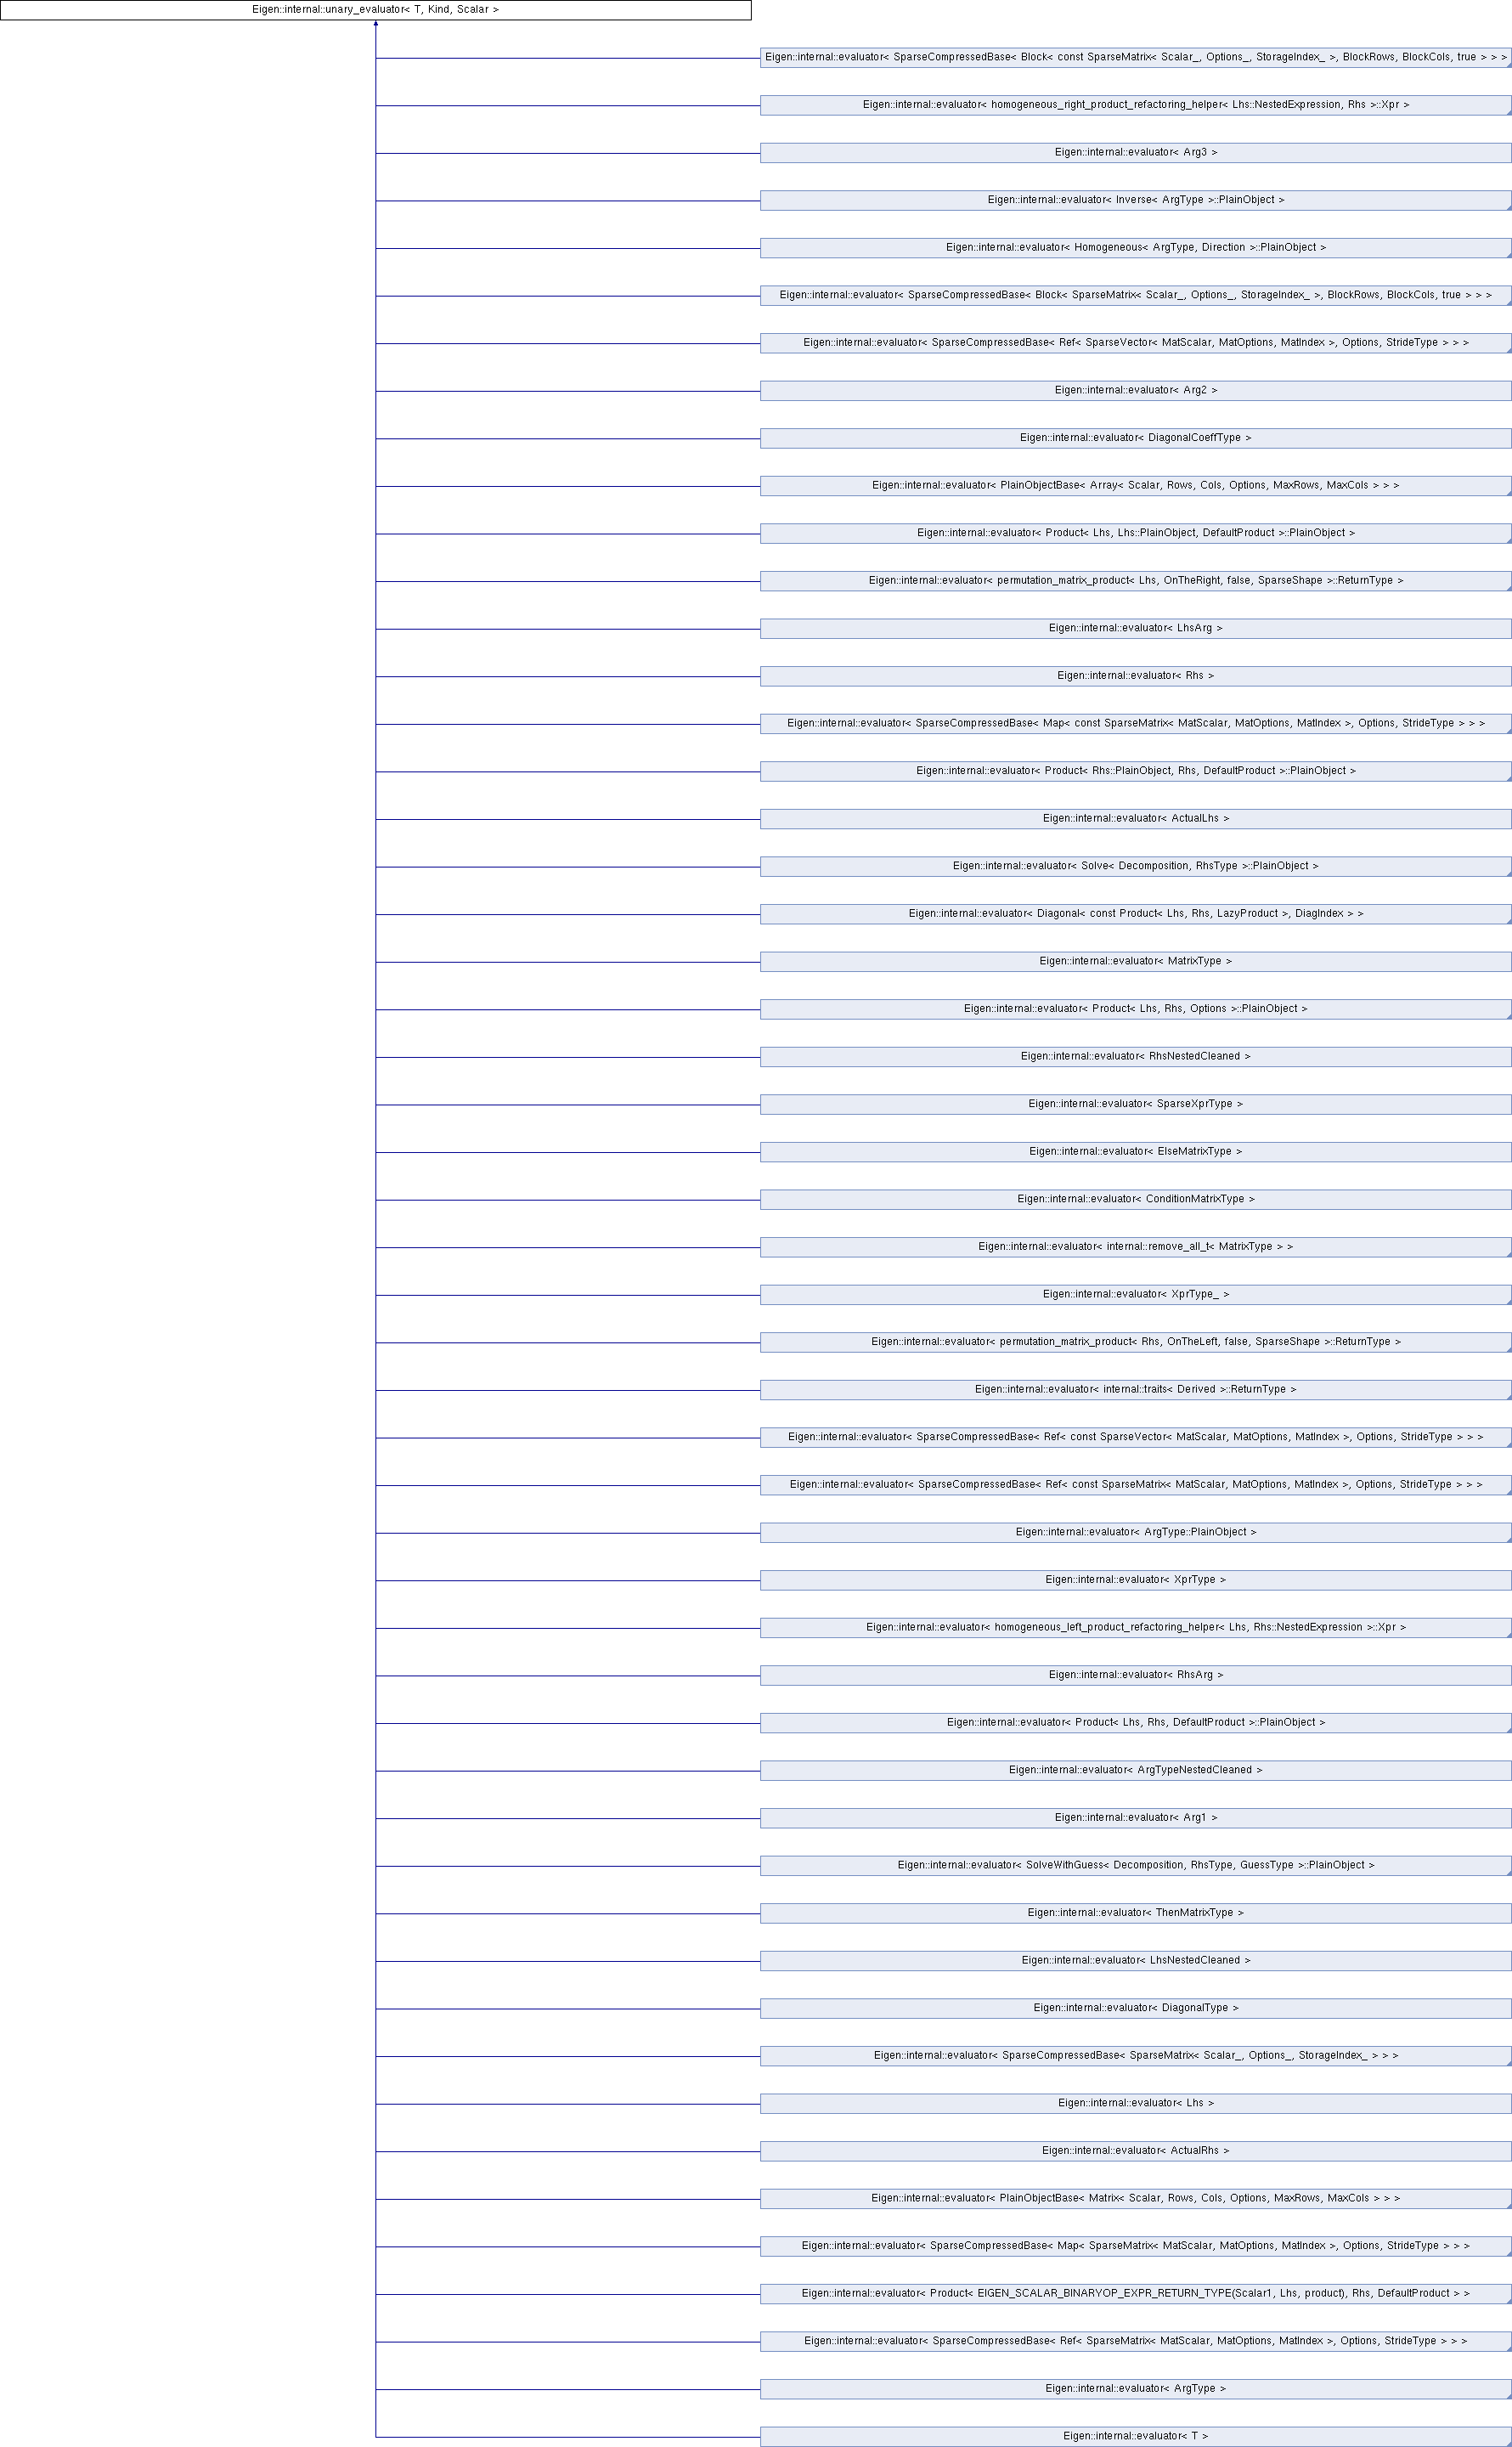 Eigen::internal::unary_evaluator< T, Kind, Scalar >
Eigen::internal::evaluator< SparseCompressedBase< Block< const SparseMatrix< Scalar_, Options_, StorageIndex_ >, BlockRows, BlockCols, true > > >
Eigen::internal::evaluator< homogeneous_right_product_refactoring_helper< Lhs::NestedExpression, Rhs >::Xpr >
Eigen::internal::evaluator< Arg3 >
Eigen::internal::evaluator< Inverse< ArgType >::PlainObject >
Eigen::internal::evaluator< Homogeneous< ArgType, Direction >::PlainObject >
Eigen::internal::evaluator< SparseCompressedBase< Block< SparseMatrix< Scalar_, Options_, StorageIndex_ >, BlockRows, BlockCols, true > > >
Eigen::internal::evaluator< SparseCompressedBase< Ref< SparseVector< MatScalar, MatOptions, MatIndex >, Options, StrideType > > >
Eigen::internal::evaluator< Arg2 >
Eigen::internal::evaluator< DiagonalCoeffType >
Eigen::internal::evaluator< PlainObjectBase< Array< Scalar, Rows, Cols, Options, MaxRows, MaxCols > > >
Eigen::internal::evaluator< Product< Lhs, Lhs::PlainObject, DefaultProduct >::PlainObject >
Eigen::internal::evaluator< permutation_matrix_product< Lhs, OnTheRight, false, SparseShape >::ReturnType >
Eigen::internal::evaluator< LhsArg >
Eigen::internal::evaluator< Rhs >
Eigen::internal::evaluator< SparseCompressedBase< Map< const SparseMatrix< MatScalar, MatOptions, MatIndex >, Options, StrideType > > >
Eigen::internal::evaluator< Product< Rhs::PlainObject, Rhs, DefaultProduct >::PlainObject >
Eigen::internal::evaluator< ActualLhs >
Eigen::internal::evaluator< Solve< Decomposition, RhsType >::PlainObject >
Eigen::internal::evaluator< Diagonal< const Product< Lhs, Rhs, LazyProduct >, DiagIndex > >
Eigen::internal::evaluator< MatrixType >
Eigen::internal::evaluator< Product< Lhs, Rhs, Options >::PlainObject >
Eigen::internal::evaluator< RhsNestedCleaned >
Eigen::internal::evaluator< SparseXprType >
Eigen::internal::evaluator< ElseMatrixType >
Eigen::internal::evaluator< ConditionMatrixType >
Eigen::internal::evaluator< internal::remove_all_t< MatrixType > >
Eigen::internal::evaluator< XprType_ >
Eigen::internal::evaluator< permutation_matrix_product< Rhs, OnTheLeft, false, SparseShape >::ReturnType >
Eigen::internal::evaluator< internal::traits< Derived >::ReturnType >
Eigen::internal::evaluator< SparseCompressedBase< Ref< const SparseVector< MatScalar, MatOptions, MatIndex >, Options, StrideType > > >
Eigen::internal::evaluator< SparseCompressedBase< Ref< const SparseMatrix< MatScalar, MatOptions, MatIndex >, Options, StrideType > > >
Eigen::internal::evaluator< ArgType::PlainObject >
Eigen::internal::evaluator< XprType >
Eigen::internal::evaluator< homogeneous_left_product_refactoring_helper< Lhs, Rhs::NestedExpression >::Xpr >
Eigen::internal::evaluator< RhsArg >
Eigen::internal::evaluator< Product< Lhs, Rhs, DefaultProduct >::PlainObject >
Eigen::internal::evaluator< ArgTypeNestedCleaned >
Eigen::internal::evaluator< Arg1 >
Eigen::internal::evaluator< SolveWithGuess< Decomposition, RhsType, GuessType >::PlainObject >
Eigen::internal::evaluator< ThenMatrixType >
Eigen::internal::evaluator< LhsNestedCleaned >
Eigen::internal::evaluator< DiagonalType >
Eigen::internal::evaluator< SparseCompressedBase< SparseMatrix< Scalar_, Options_, StorageIndex_ > > >
Eigen::internal::evaluator< Lhs >
Eigen::internal::evaluator< ActualRhs >
Eigen::internal::evaluator< PlainObjectBase< Matrix< Scalar, Rows, Cols, Options, MaxRows, MaxCols > > >
Eigen::internal::evaluator< SparseCompressedBase< Map< SparseMatrix< MatScalar, MatOptions, MatIndex >, Options, StrideType > > >
Eigen::internal::evaluator< Product< EIGEN_SCALAR_BINARYOP_EXPR_RETURN_TYPE(Scalar1, Lhs, product), Rhs, DefaultProduct > >
Eigen::internal::evaluator< SparseCompressedBase< Ref< SparseMatrix< MatScalar, MatOptions, MatIndex >, Options, StrideType > > >
Eigen::internal::evaluator< ArgType >
Eigen::internal::evaluator< T >